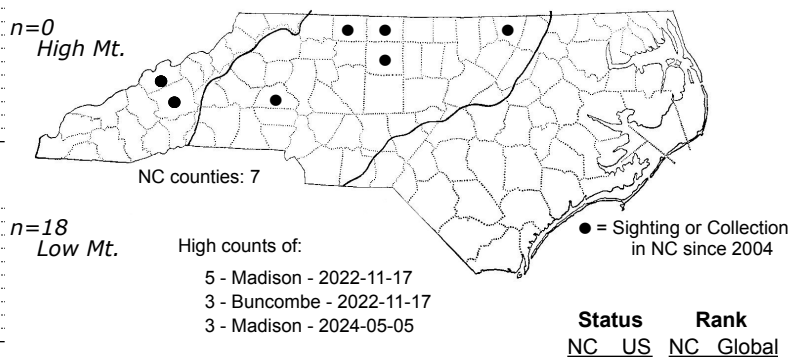 n=0
High Mt.
NC counties: 7
n=18
Low Mt.
High counts of:
5 - Madison - 2022-11-17
3 - Buncombe - 2022-11-17
3 - Madison - 2024-05-05
● = Sighting or Collection
in NC since 2004
Status Rank
NC US NC Global